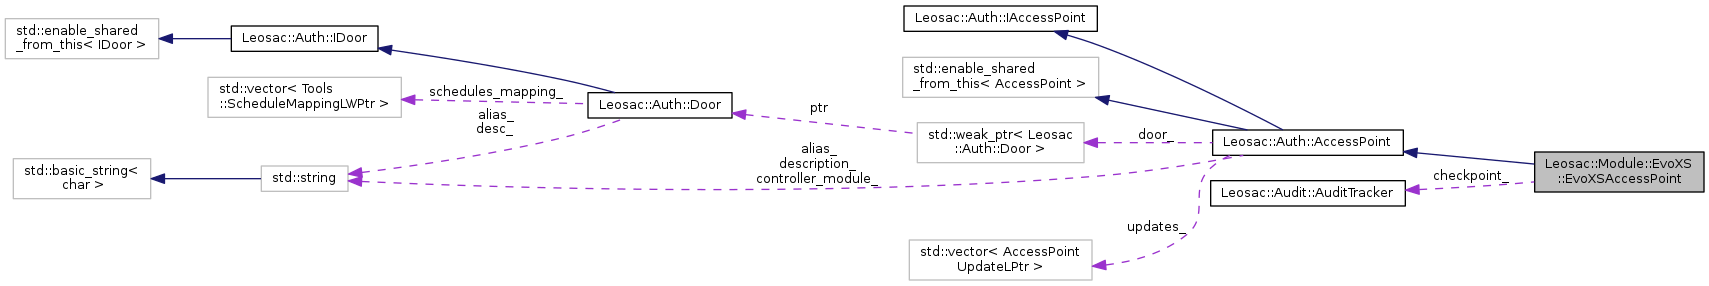 std::enable_shared
_from_this< IDoor >
Leosac::Auth::IDoor
std::vector< Tools
::ScheduleMappingLWPtr >
schedules_mapping_
alias_
desc_
Leosac::Auth::Door
std::basic_string<
char >
std::string
ptr
alias_
description_
controller_module_
Leosac::Auth::IAccessPoint
std::enable_shared
_from_this< AccessPoint >
std::weak_ptr< Leosac
::Auth::Door >
door_
Leosac::Auth::AccessPoint
Leosac::Audit::AuditTracker
updates_
std::vector< AccessPoint
UpdateLPtr >
checkpoint_
Leosac::Module::EvoXS
::EvoXSAccessPoint